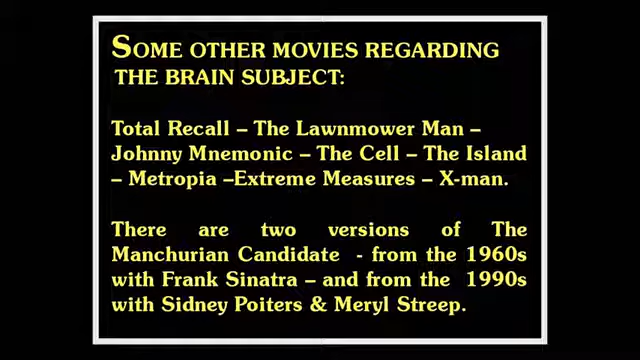 SOME OTHER MOVIES REGARDING
THE BRAIN SUBJECT:
Total Recall – The Lawnmower Man –
Johnny Mnemonic – The Cell – The Island
– Metropia –Extreme Measures – X-man.
There are two versions of The
Manchurian Candidate - from the 1960s
with Frank Sinatra – and from the 1990s
with Sidney Poiters & Meryl Streep.